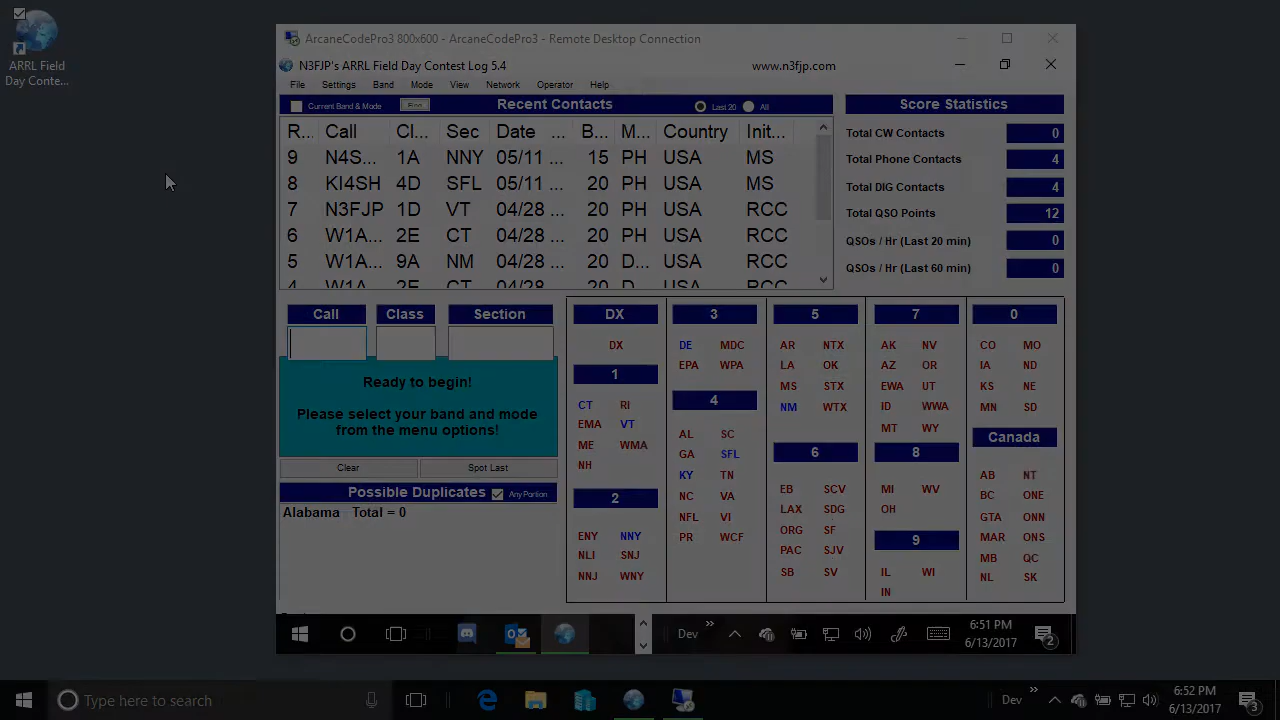 ARRL Field
Day Conte...
ArcaneCodePro3 800x600 - ArcaneCodePro3 - Remote Desktop Connection
N3FJP's ARRL Field Day Contest Log 5.4
www.n3fjp.com
File Settings Band Mode View Network Operator Help
Current Band & Mode Recent Contacts Last 20 All
R... Call Cl... Sec Date ... B... M... Country Init...
9 N4S... 1A NNY 05/11 ... 15 PH USA MS
8 KI4SH 4D SFL 05/11 ... 20 PH USA MS
7 N3FJP 1D VT 04/28 ... 20 PH USA RCC
6 W1A... 2E CT 04/28 ... 20 PH USA RCC
5 W1A... 9A NM 04/28 ... 20 D... USA RCC
4 W1A... 2E CT 04/28 ... 20 D... USA RCC
Score Statistics
Total CW Contacts 0
Total Phone Contacts 4
Total DIG Contacts 4
Total QSO Points 12
QSOs / Hr (Last 20 min) 0
QSOs / Hr (Last 60 min) 0
Call Class Section
Ready to begin!
Please select your band and mode
from the menu options!
Clear Spot Last
Possible Duplicates Any Portion
Alabama Total = 0
DX
DX
1
CT RI
EMA VT
ME WMA
NH
2
ENY NNY
NLI SNJ
NNJ WNY
3
DE MDC
EPA WPA
4
AL SC
GA SFL
KY TN
NC VA
NFL VI
PR WCF
5
AR NTX
LA OK
MS STX
NM WTX
6
EB SCV
LAX SDG
ORG SF
PAC SJV
SB SV
7
AK NV
AZ OR
EWA UT
ID WWA
MT WY
8
MI WV
OH
9
IL WI
IN
0
CO MO
IA ND
KS NE
MN SD
Canada
AB NT
BC ONE
GTA ONN
MAR ONS
MB QC
NL SK
Dev
6:51 PM
6/13/2017
2
Type here to search
Dev
6:52 PM
6/13/2017
3